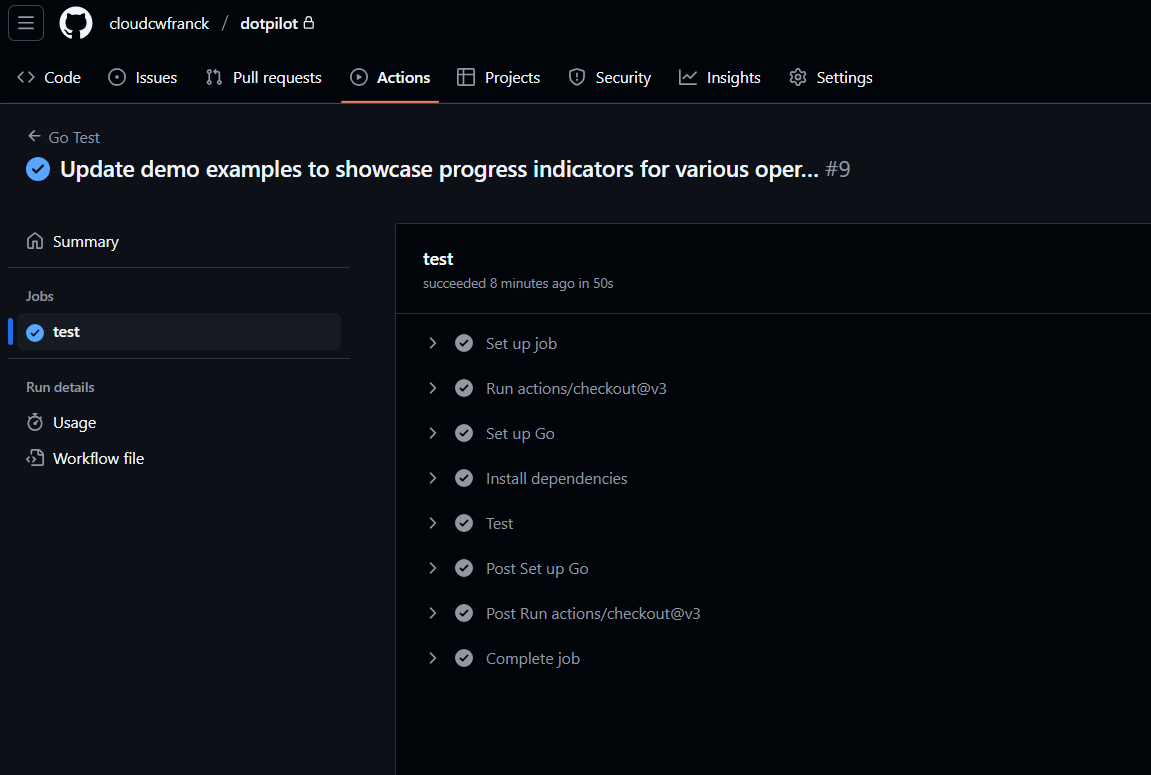 cloudcwfranck / dotpilot
Code Issues Pull requests Actions Projects Security Insights Settings
Go Test
Update demo examples to showcase progress indicators for various oper... #9
Summary
Jobs
test
Run details
Usage
Workflow file
test
succeeded 8 minutes ago in 50s
Set up job
Run actions/checkout@v3
Set up Go
Install dependencies
Test
Post Set up Go
Post Run actions/checkout@v3
Complete job